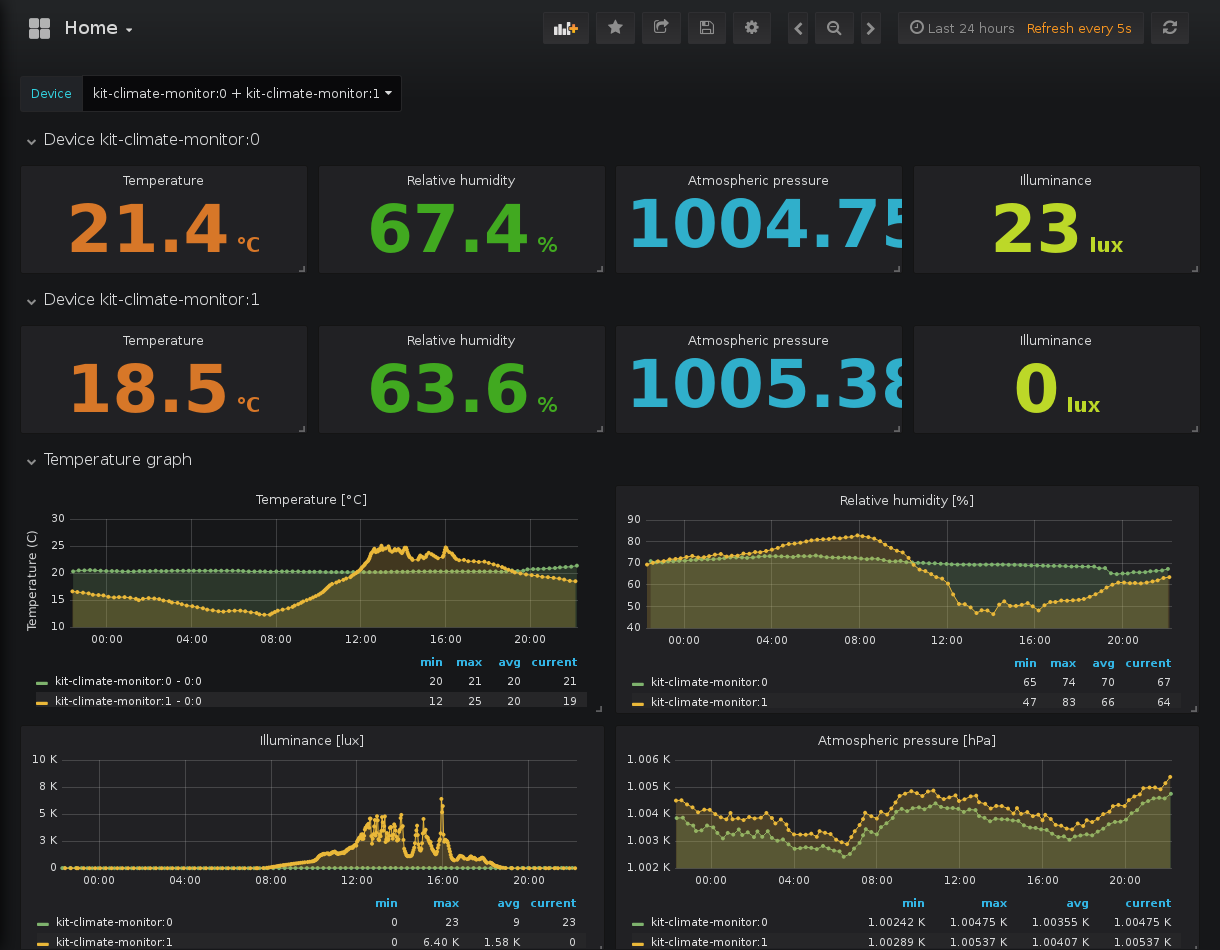 Home
Last 24 hours Refresh every 5s
Device kit-climate-monitor:0 + kit-climate-monitor:1
Device kit-climate-monitor:0
Temperature Relative humidity Atmospheric pressure Illuminance
21.4 °C 67.4 % 1004.75 23 lux
Device kit-climate-monitor:1
Temperature Relative humidity Atmospheric pressure Illuminance
18.5 °C 63.6 % 1005.38 0 lux
Temperature graph
Temperature [°C]
Temperature (C)
30
25
20
15
10
00:00 04:00 08:00 12:00 16:00 20:00
min max avg current
kit-climate-monitor:0 - 0:0 20 21 20 21
kit-climate-monitor:1 - 0:0 12 25 20 19
Relative humidity [%]
90
80
70
60
50
40
00:00 04:00 08:00 12:00 16:00 20:00
min max avg current
kit-climate-monitor:0 65 74 70 67
kit-climate-monitor:1 47 83 66 64
Illuminance [lux]
10 K
8 K
5 K
3 K
0
00:00 04:00 08:00 12:00 16:00 20:00
min max avg current
kit-climate-monitor:0 0 23 9 23
kit-climate-monitor:1 0 6.40 K 1.58 K 0
Atmospheric pressure [hPa]
1.006 K
1.005 K
1.004 K
1.003 K
1.002 K
00:00 04:00 08:00 12:00 16:00 20:00
min max avg current
kit-climate-monitor:0 1.00242 K 1.00475 K 1.00355 K 1.00475 K
kit-climate-monitor:1 1.00289 K 1.00537 K 1.00407 K 1.00537 K